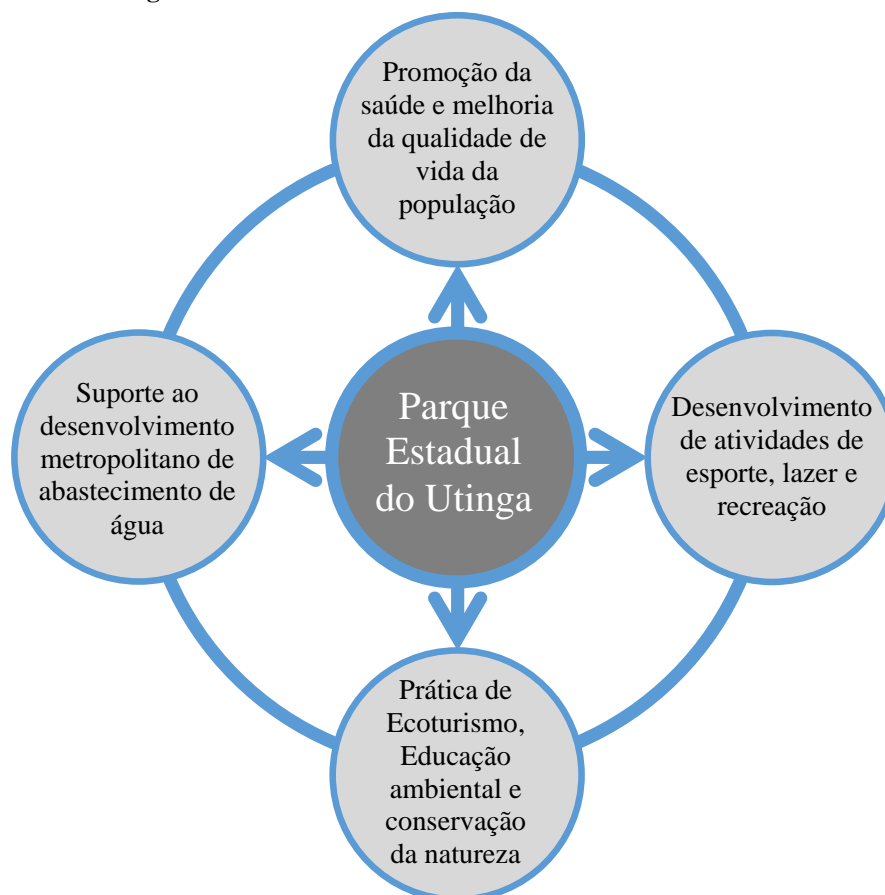 Promoção da
saúde e melhoria
da qualidade de
vida da
população
Suporte ao
desenvolvimento
metropolitano de
abastecimento de
água
Parque
Estadual
do Utinga
Desenvolvimento
de atividades de
esporte, lazer e
recreação
Prática de
Ecoturismo,
Educação
ambiental e
conservação
da natureza